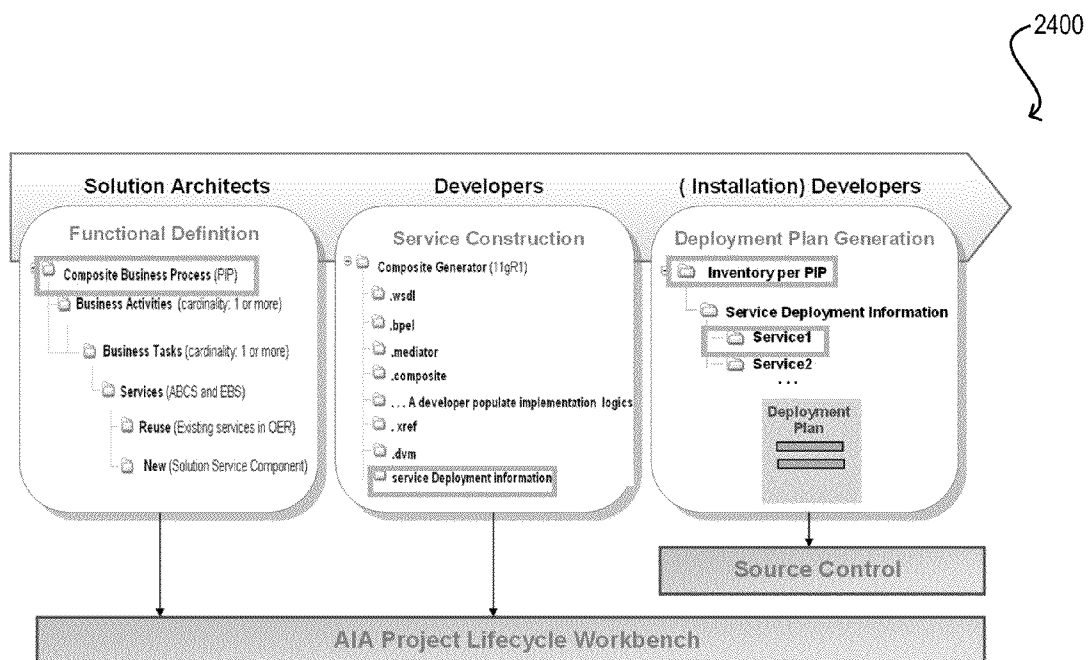 2400
Solution Architects
Developers
( Installation) Developers
Functional Definition
Composite Business Process (PIP)
Business Activities (cardinality: 1 or more)
Business Tasks (cardinality: 1 or more)
Services (ABCS and EBS)
Reuse (Existing services in OER)
New (Solution Service Component)
Service Construction
Composite Generator (11gR1)
.wsdl
.bpel
.mediator
.composite
... A developer populate implementation logics
. xref
.dvm
service Deployment information
Deployment Plan Generation
Inventory per PIP
Service Deployment Information
Service1
Service2
...
Deployment
Plan
Source Control
AIA Project Lifecycle Workbench